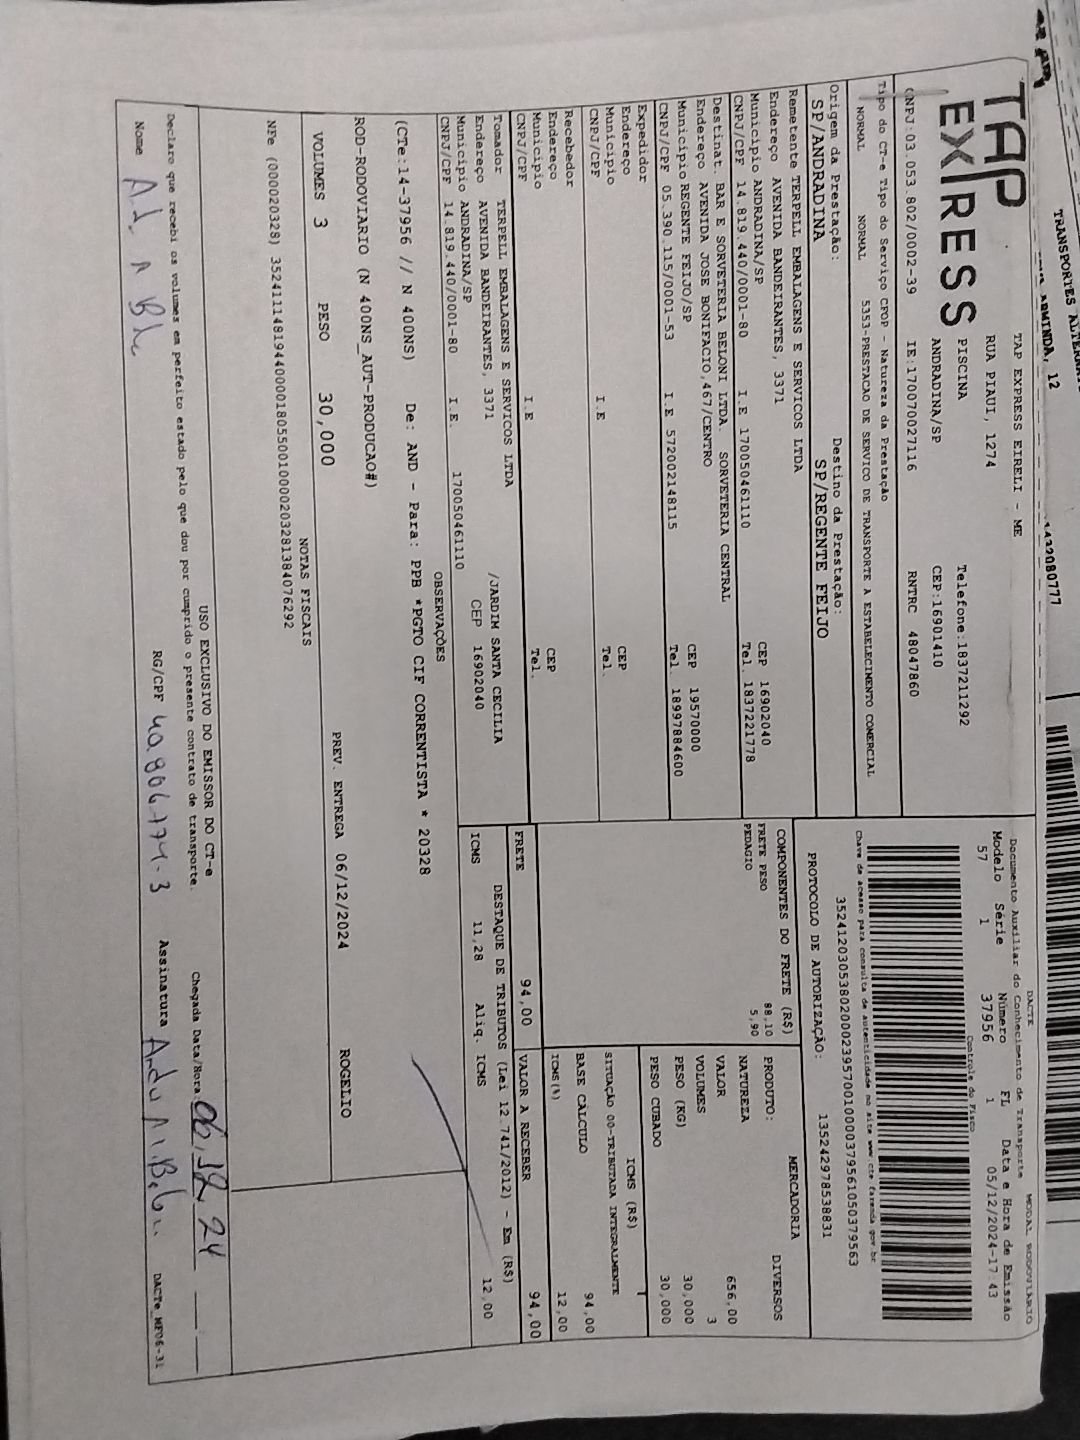 TRANSPORTES
ARMINDA, 12
1432080777
TAP
EXPRESS
TAP EXPRESS EIRELI - ME
RUA PIAUI, 1274
PISCINA
Telefone:1837211292
ANDRADINA/SP
CEP:16901410
CNPJ:03.053.802/0002-39
IE:170070027116
RNTRC 48047860
DACTE
MODAL RODOVIÁRIO
Documento Auxiliar do Conhecimento de Transporte
Modelo Série Número FL Data e Hora de Emissão
57 1 37956 1 05/12/2024-17:43
Controle do Fisco
Chave de acesso para consulta de autenticidade no site www.cte.fazenda.gov.br
35241203053802000239570010000379561050379563
PROTOCOLO DE AUTORIZAÇÃO: 135242978538831
Tipo do CT-e Tipo do Serviço CFOP - Natureza da Prestação
NORMAL NORMAL 5353-PRESTACAO DE SERVICO DE TRANSPORTE A ESTABELECIMENTO COMERCIAL
Origem da Prestação: Destino da Prestação:
SP/ANDRADINA SP/REGENTE FEIJO
Remetente TERPELL EMBALAGENS E SERVICOS LTDA
Endereço AVENIDA BANDEIRANTES, 3371
Município ANDRADINA/SP CEP 16902040
CNPJ/CPF 14.819.440/0001-80 I.E 170050461110 Tel. 1837221778
Destinat. BAR E SORVETERIA BELONI LTDA. SORVETERIA CENTRAL
Endereço AVENIDA JOSE BONIFACIO,467/CENTRO
Município REGENTE FEIJO/SP CEP 19570000
CNPJ/CPF 05.390.115/0001-53 I.E 572002148115 Tel. 18997884600
Expedidor
Endereço
Município CEP
CNPJ/CPF I.E Tel.
Recebedor
Endereço
Município CEP
CNPJ/CPF I.E Tel.
Tomador TERPELL EMBALAGENS E SERVICOS LTDA
Endereço AVENIDA BANDEIRANTES, 3371 /JARDIM SANTA CECILIA
Município ANDRADINA/SP CEP 16902040
CNPJ/CPF 14.819.440/0001-80 I.E. 170050461110
COMPONENTES DO FRETE (R$)
FRETE PESO 88,10
PEDAGIO 5,90
FRETE 94,00
MERCADORIA
PRODUTO: DIVERSOS
NATUREZA
VALOR 656,00
VOLUMES 3
PESO (KG) 30,000
PESO CUBADO 30,000
ICMS (R$)
SITUAÇÃO 00-TRIBUTADA INTEGRALMENTE
BASE CÁLCULO 94,00
ICMS(%) 12,00
VALOR A RECEBER 94,00
DESTAQUE DE TRIBUTOS (Lei 12.741/2012) - Em (R$)
ICMS 11,28 Aliq. ICMS 12,00
OBSERVAÇÕES
(CTe:14-37956 // N 400NS) De: AND - Para: PPB *PGTO CIF CORRENTISTA * 20328
ROD-RODOVIARIO (N 400NS_AUT-PRODUCAO#)
VOLUMES 3 PESO 30,000 PREV. ENTREGA 06/12/2024 ROGELIO
NOTAS FISCAIS
NFe (000020328) 35241114819440000180550010000203281384076292
USO EXCLUSIVO DO EMISSOR DO CT-e
Declaro que recebi os volumes em perfeito estado pelo que dou por cumprido o presente contrato de transporte.
Chegada Data/Hora 06,12,24
Nome
RG/CPF 40.806.774-3
Assinatura
DACTe_MF06-31